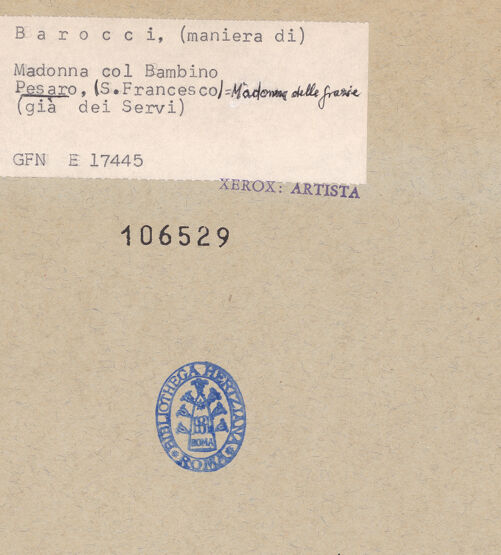 Barocci, (maniera di)
Madonna col Bambino
Pesaro, (S.Francesco)=Madonna delle Grazie
(già dei Servi)
GFN E 17445
XEROX: ARTISTA
106529
BIBLIOTHECA HERTZIANA
ROMA
ROMA